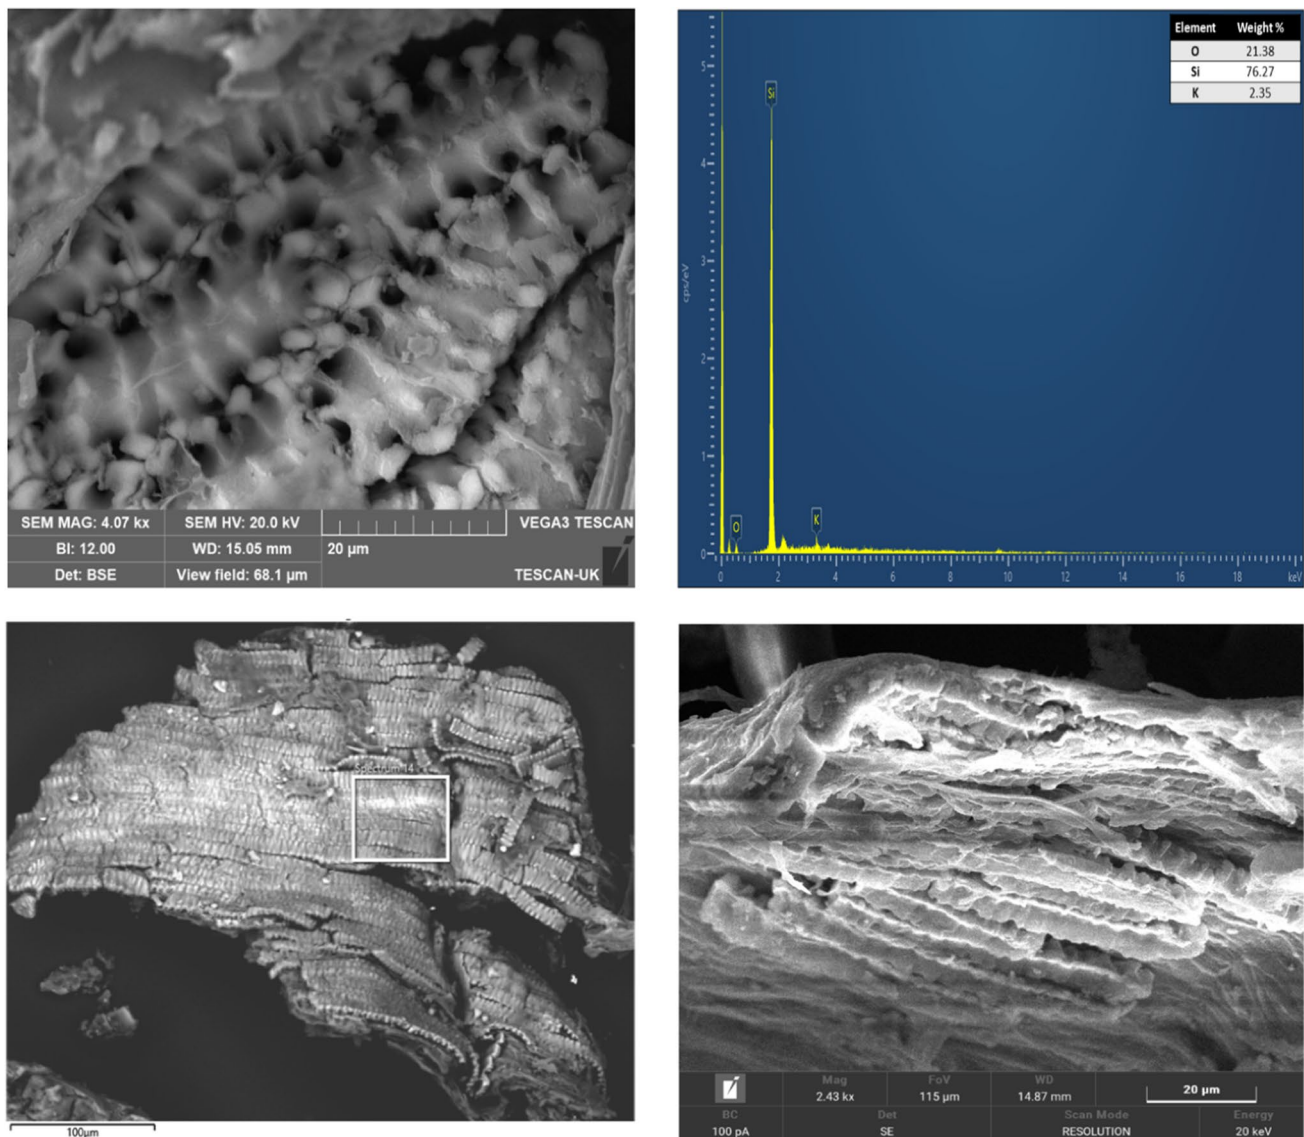 Element Weight %
O 21.38
Si 76.27
K 2.35
5
Si
4
3
cps/eV
2
1
O
K
0
0 2 4 6 8 10 12 14 16 18 keV
SEM MAG: 4.07 kx SEM HV: 20.0 kV VEGA3 TESCAN
BI: 12.00 WD: 15.05 mm 20 µm
Det: BSE View field: 68.1 µm TESCAN-UK
Spectrum 14
100µm
Mag FoV WD
2.43 kx 115 µm 14.87 mm 20 µm
BC Det Scan Mode Energy
100 pA SE RESOLUTION 20 keV